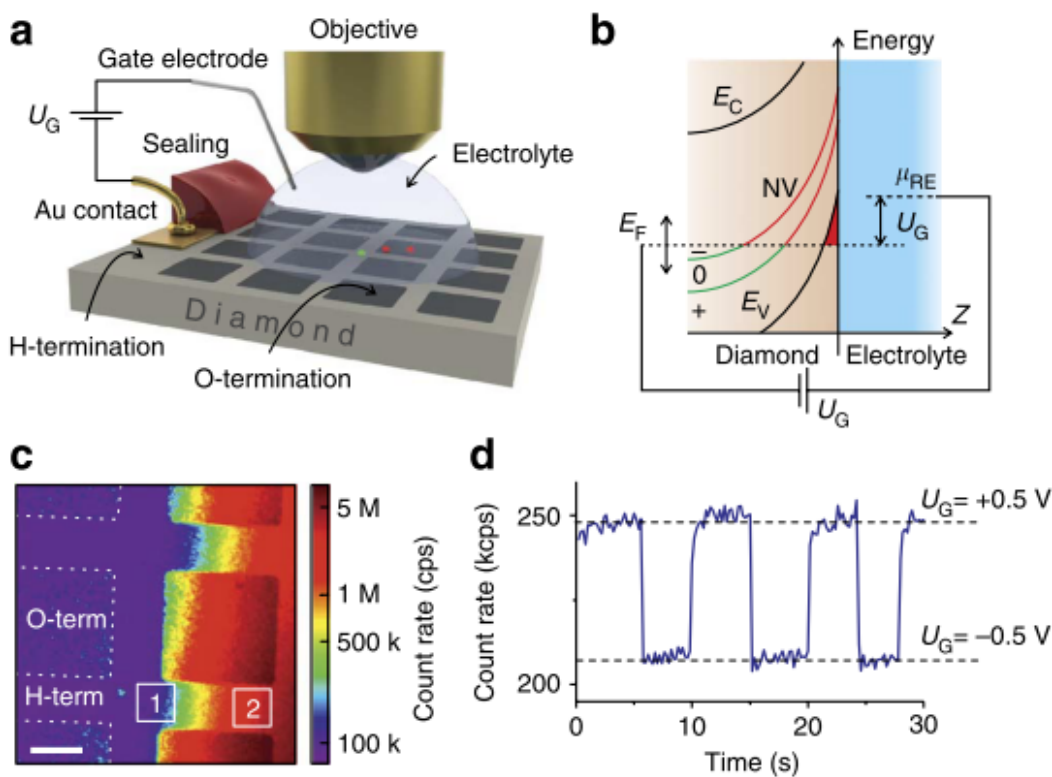 a
Objective
Gate electrode
U_G
Sealing
Electrolyte
Au contact
Diamond
H-termination
O-termination
b
Energy
E_C
NV
μ_RE
E_F
U_G
−
0
+
E_V
Z
Diamond
Electrolyte
U_G
c
O-term
H-term
1
2
5 M
1 M
500 k
100 k
Count rate (cps)
d
Count rate (kcps)
250
200
0
10
20
30
Time (s)
U_G= +0.5 V
U_G= −0.5 V